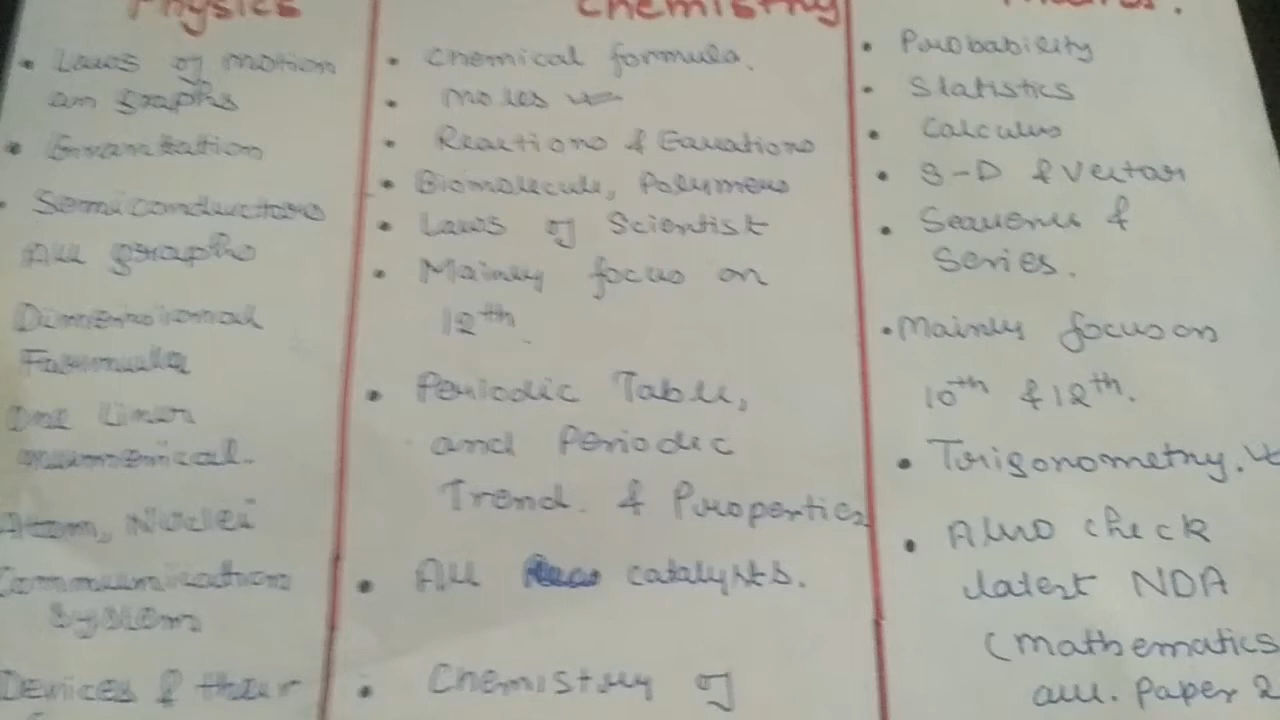 Physics
Laws of motion
all graphs
Gravitation
Semiconductors
All graphs
Dimensional
Formula
One Liner
numerical.
Atom, Nuclei
Communication
System
Devices & their
Chemistry
Chemical formula.
Moles
Reactions & Equations
Biomolecule, Polymers
Laws of Scientist
Mainly focus on
12th.
Periodic Table,
and Periodic
Trend. & Properties
All catalysts.
Chemistry of
Maths.
Probability
Statistics
Calculus
3-D & Vector
Sequens &
Series.
Mainly focus on
10th & 12th.
Trigonometry.
Also check
latest NDA
(mathematics
all. Paper 2